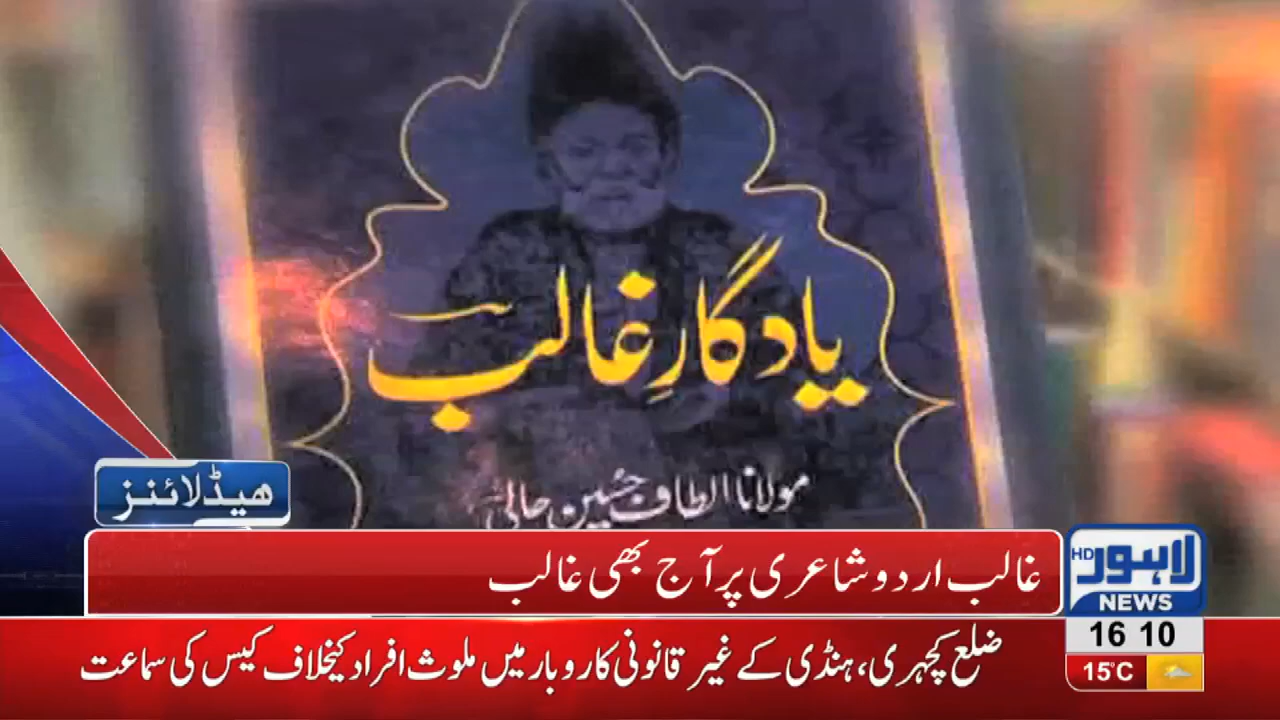 یادگارِ غالب
مولانا الطاف حسین حالی
ھیڈلائنز
غالب اردو شاعری پر آج بھی غالب
HD لاہور
NEWS
16 10
15°C
ضلع کچہری، ہنڈی کے غیر قانونی کاروبار میں ملوث افراد کیخلاف کیس کی سماعت